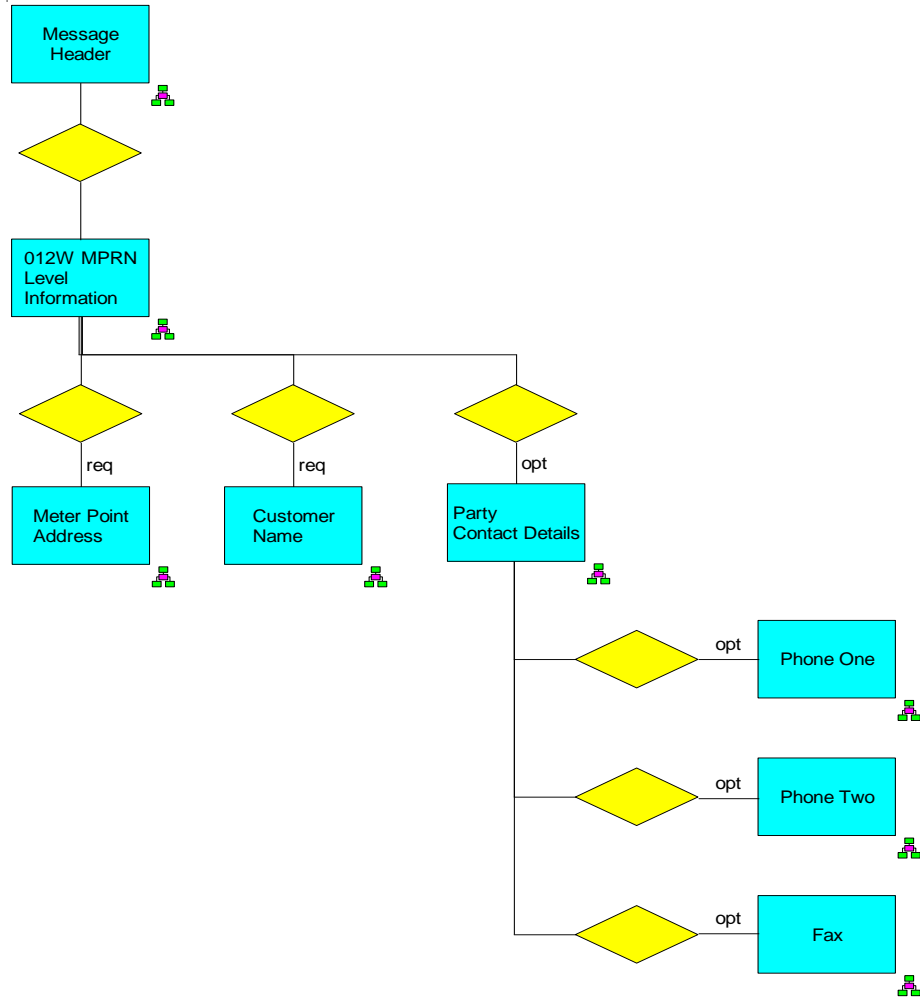 Message
Header
012W MPRN
Level
Information
req
req
opt
Meter Point
Address
Customer
Name
Party
Contact Details
opt
Phone One
opt
Phone Two
opt
Fax